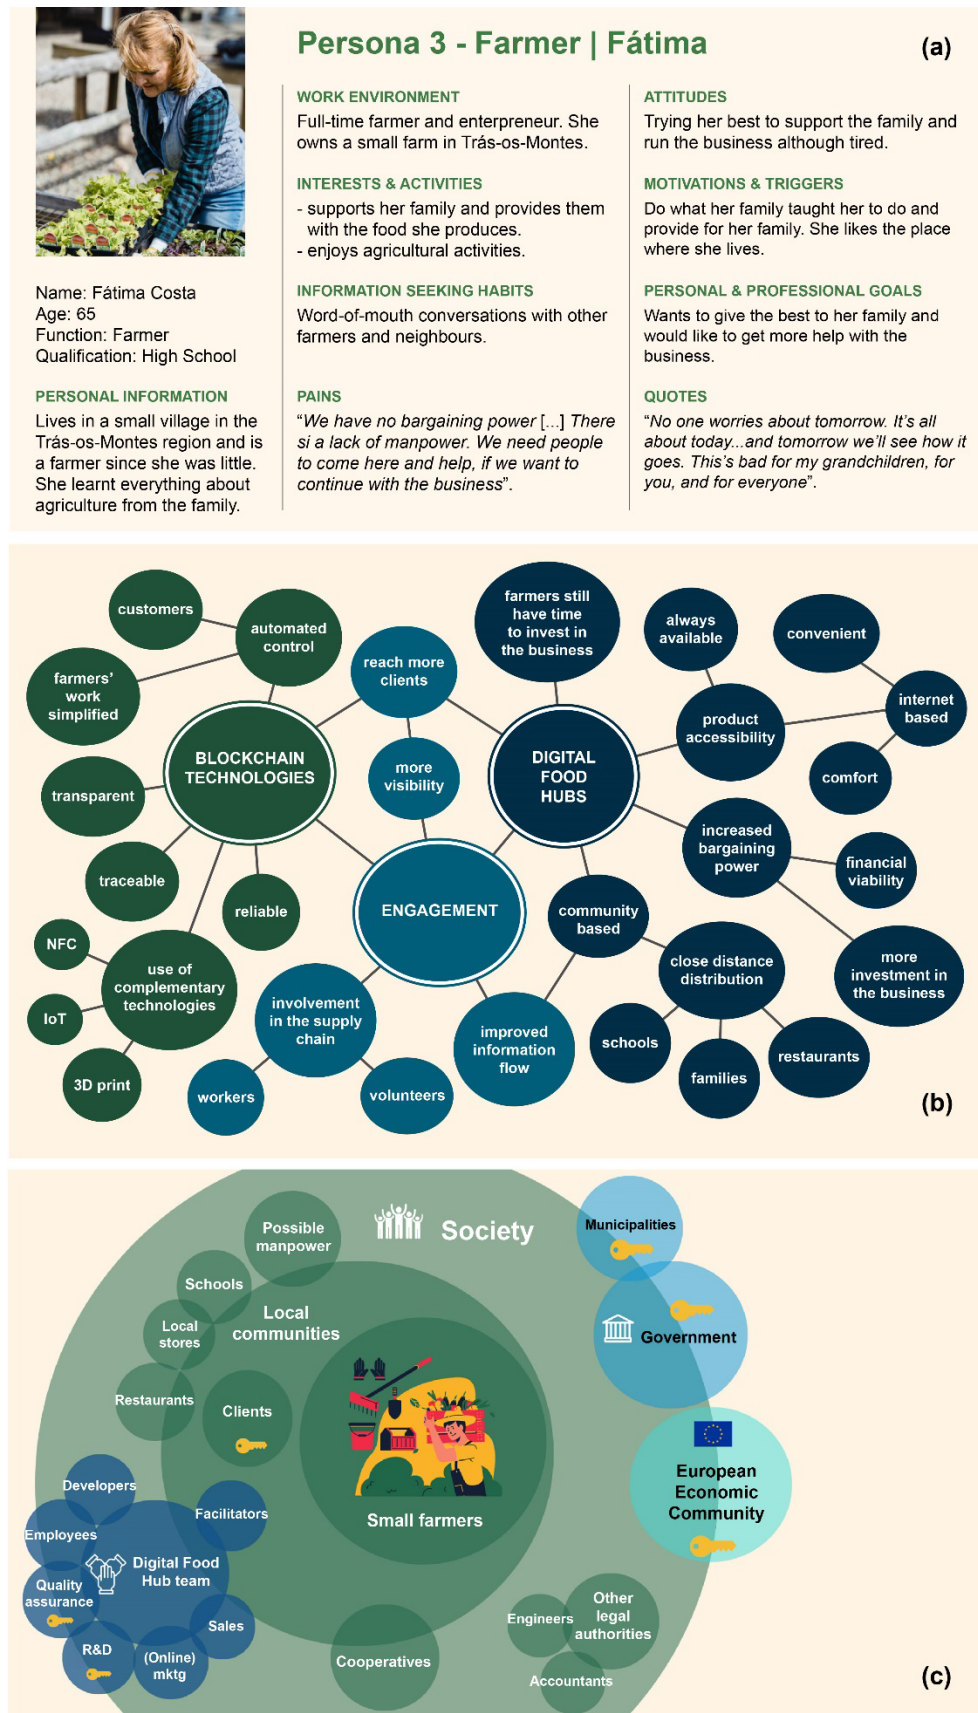 Persona 3 - Farmer | Fátima
(a)
Name: Fátima Costa
Age: 65
Function: Farmer
Qualification: High School
PERSONAL INFORMATION
Lives in a small village in the
Trás-os-Montes region and is
a farmer since she was little.
She learnt everything about
agriculture from the family.
WORK ENVIRONMENT
Full-time farmer and enterpreneur. She
owns a small farm in Trás-os-Montes.
INTERESTS & ACTIVITIES
- supports her family and provides them
with the food she produces.
- enjoys agricultural activities.
INFORMATION SEEKING HABITS
Word-of-mouth conversations with other
farmers and neighbours.
PAINS
“We have no bargaining power [...] There
si a lack of manpower. We need people
to come here and help, if we want to
continue with the business”.
ATTITUDES
Trying her best to support the family and
run the business although tired.
MOTIVATIONS & TRIGGERS
Do what her family taught her to do and
provide for her family. She likes the place
where she lives.
PERSONAL & PROFESSIONAL GOALS
Wants to give the best to her family and
would like to get more help with the
business.
QUOTES
“No one worries about tomorrow. It’s all
about today...and tomorrow we’ll see how it
goes. This’s bad for my grandchildren, for
you, and for everyone”.
customers
automated
control
farmers’
work
simplified
BLOCKCHAIN
TECHNOLOGIES
transparent
traceable
reliable
NFC
IoT
3D print
use of
complementary
technologies
reach more
clients
more
visibility
ENGAGEMENT
involvement
in the supply
chain
workers
volunteers
improved
information
flow
farmers still
have time
to invest in
the business
DIGITAL
FOOD
HUBS
always
available
product
accessibility
convenient
internet
based
comfort
increased
bargaining
power
financial
viability
more
investment in
the business
community
based
close distance
distribution
schools
families
restaurants
(b)
Society
Possible
manpower
Schools
Local
communities
Local
stores
Restaurants
Clients
Small farmers
Municipalities
Government
European
Economic
Community
Developers
Employees
Facilitators
Digital Food
Hub team
Quality
assurance
R&D
(Online)
mktg
Sales
Cooperatives
Engineers
Other
legal
authorities
Accountants
(c)